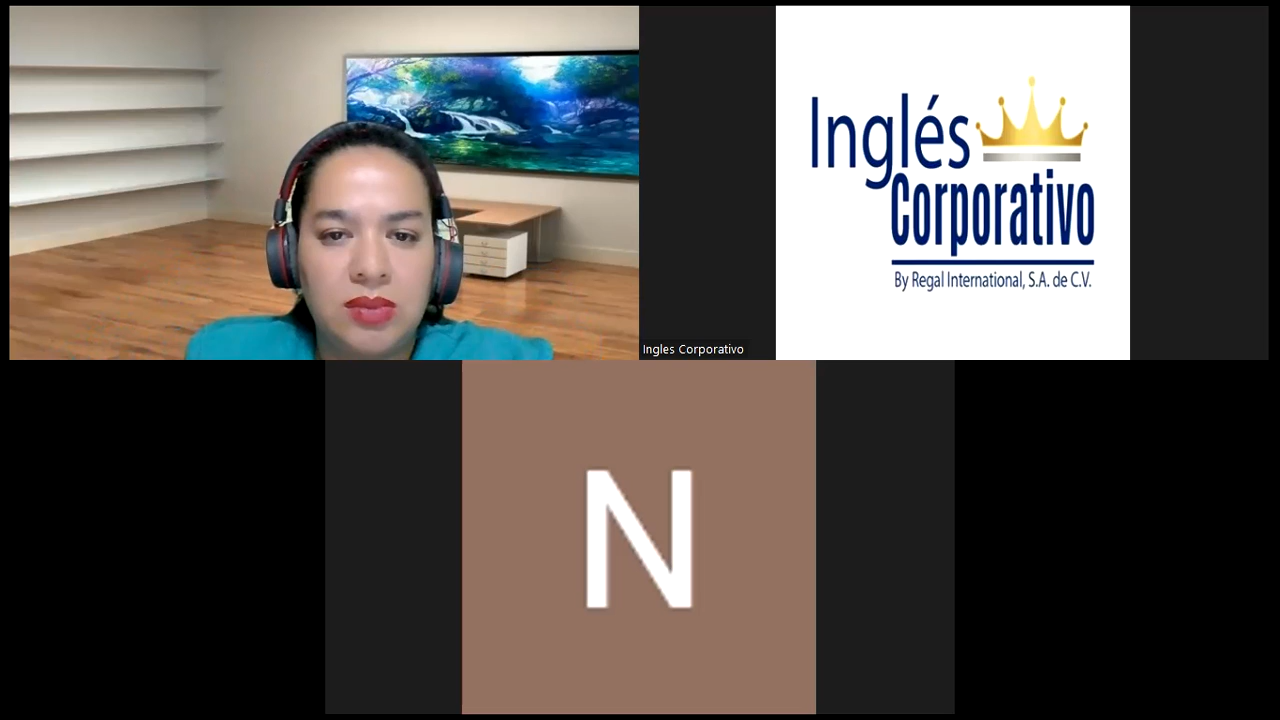 Inglés
Corporativo
By Regal International, S.A. de C.V.
Ingles Corporativo
N